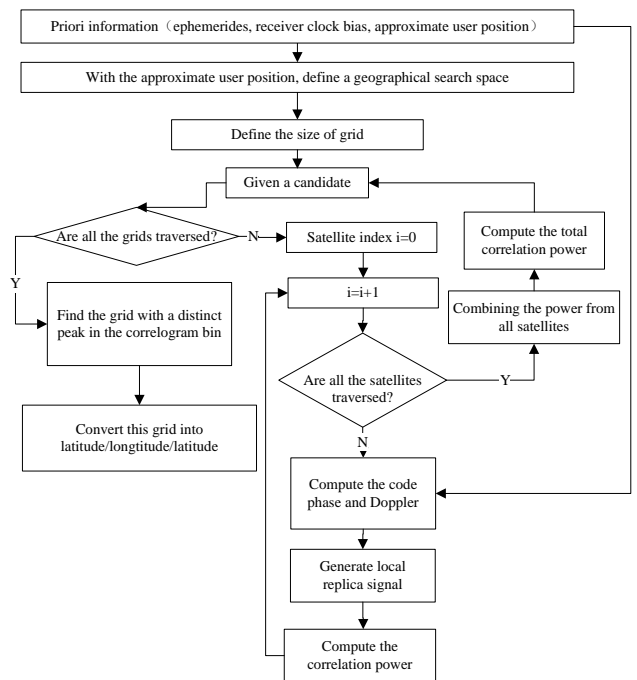 Priori information（ephemerides, receiver clock bias, approximate user position）
With the approximate user position, define a geographical search space
Define the size of grid
Given a candidate
Are all the grids traversed?
N
Satellite index i=0
Compute the total
correlation power
Y
Find the grid with a distinct
peak in the correlogram bin
i=i+1
Combining the power from
all satellites
Are all the satellites
traversed?
Y
Convert this grid into
latitude/longtitude/latitude
N
Compute the code
phase and Doppler
Generate local
replica signal
Compute the
correlation power